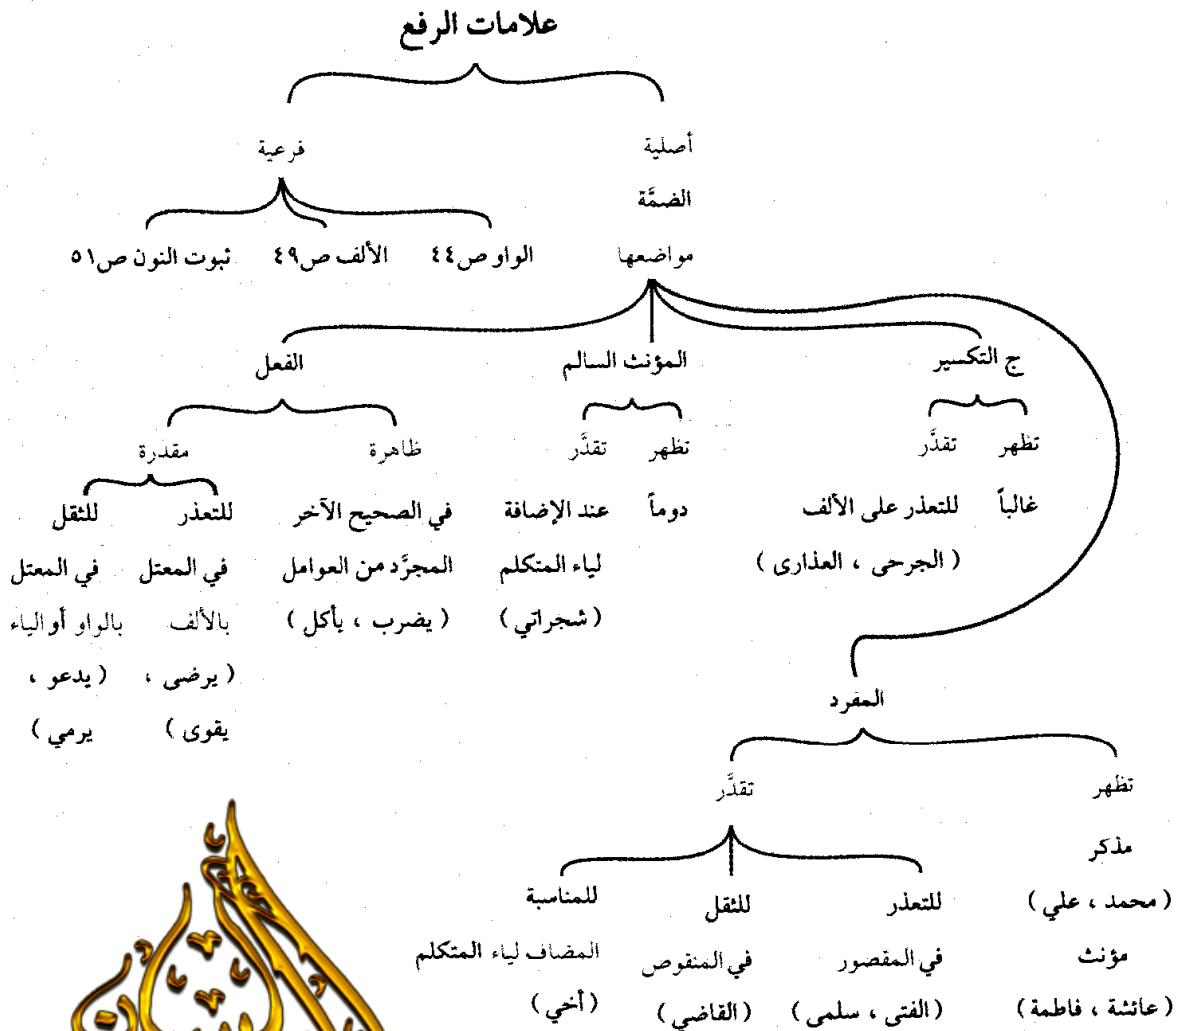 علامات الرفع
أصلية
فرعية
الضمَّة
مواضعها
الواو ص٤٤
الألف ص٤٩
ثبوت النون ص٥١
ج التكسير
المؤنث السالم
الفعل
تظهر
تقدَّر
تظهر
تقدَّر
ظاهرة
مقدرة
غالباً
للتعذر على الألف
( الجرحى ، العذارى )
دوماً
عند الإضافة
لياء المتكلم
( شجراتي )
في الصحيح الآخر
المجرَّد من العوامل
( يضرب ، يأكل )
للتعذر
في المعتل
بالألف
( يرضى ،
يقوى )
للثقل
في المعتل
بالواو أو الياء
( يدعو ،
يرمي )
المفرد
تظهر
تقدَّر
مذكر
( محمد ، علي )
مؤنث
( عائشة ، فاطمة )
للتعذر
في المقصور
( الفتى ، سلمى )
للثقل
في المنقوص
( القاضي )
للمناسبة
المضاف لياء المتكلم
( أخي )